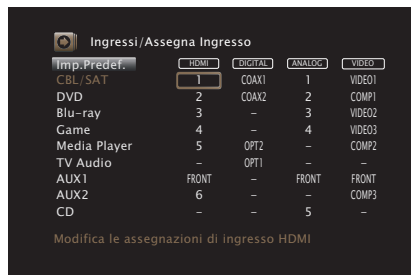 Ingressi/Assegna Ingresso
Imp.Predef. HDMI DIGITAL ANALOG VIDEO
CBL/SAT 1 COAX1 1 VIDEO1
DVD 2 COAX2 2 COMP1
Blu-ray 3 – 3 VIDEO2
Game 4 – 4 VIDEO3
Media Player 5 OPT2 – COMP2
TV Audio – OPT1 – –
AUX1 FRONT – FRONT FRONT
AUX2 6 – – COMP3
CD – – 5 –
Modifica le assegnazioni di ingresso HDMI